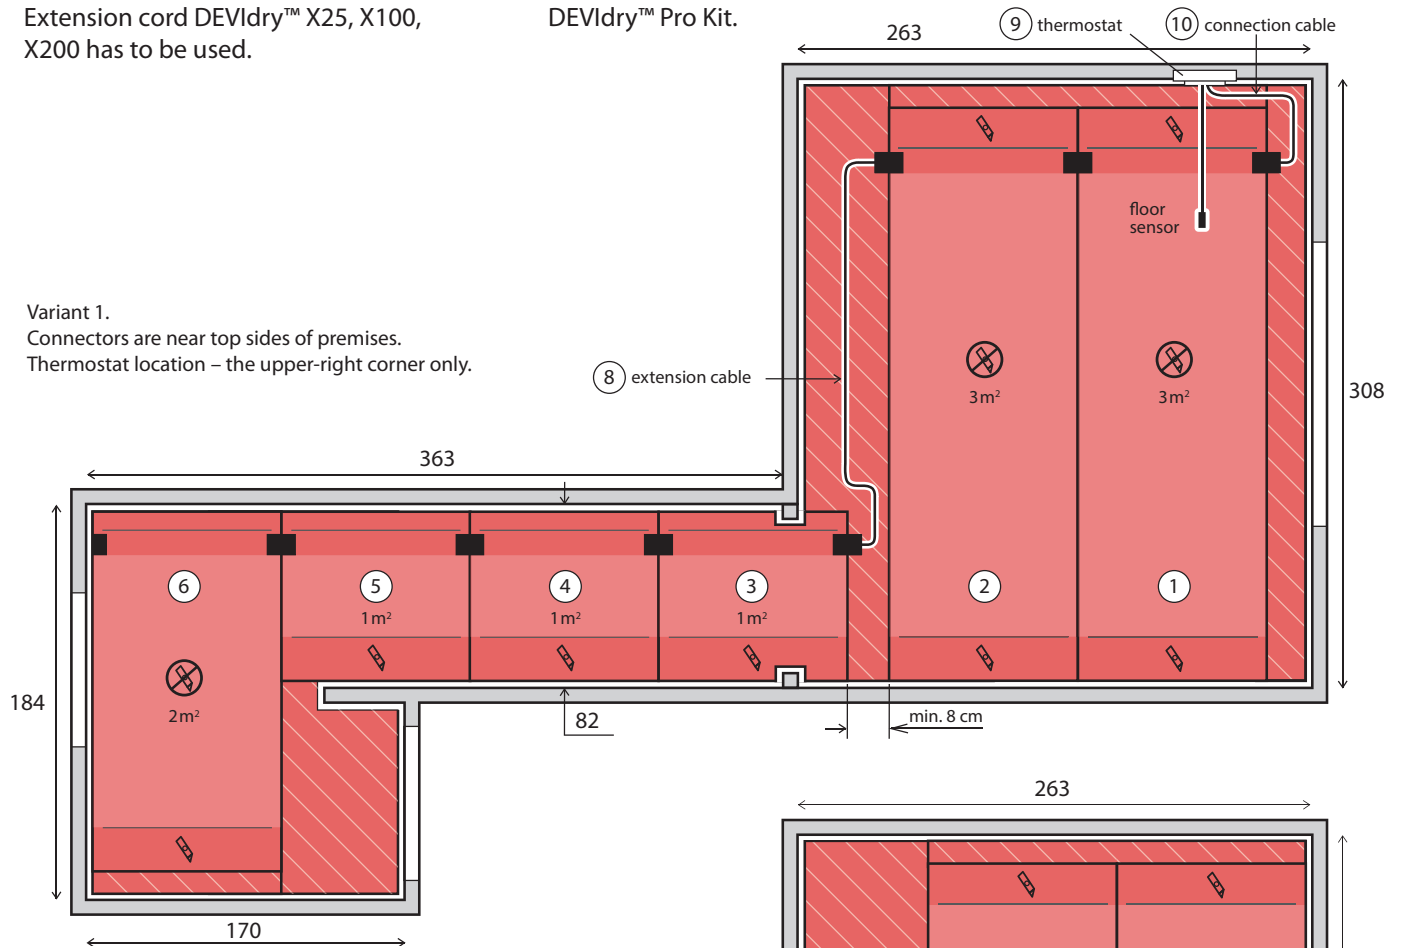 Extension cord DEVIdry™ X25, X100,
X200 has to be used.
DEVIdry™ Pro Kit.
263
9 thermostat
10 connection cable
floor
sensor
Variant 1.
Connectors are near top sides of premises.
Thermostat location – the upper-right corner only.
8 extension cable
3 m²
3 m²
308
363
6
5
4
3
2
1
1 m²
1 m²
1 m²
184
2 m²
82
min. 8 cm
263
170